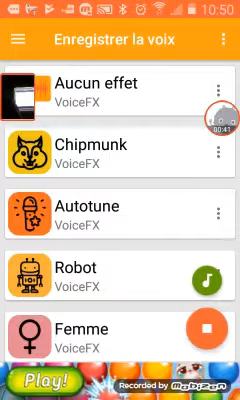 10:50
Enregistrer la voix
Aucun effet
VoiceFX
00:41
Chipmunk
VoiceFX
Autotune
VoiceFX
Robot
VoiceFX
Femme
VoiceFX
Play!
Recorded by Mobizen